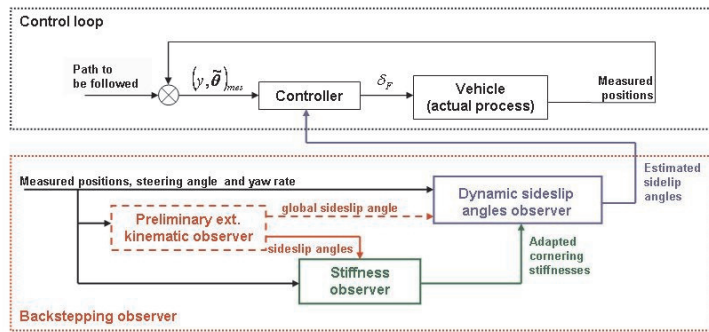 Control loop
Path to
be followed
(y, θ̃)mes
Controller
δF
Vehicle
(actual process)
Measured
positions
Measured positions, steering angle and yaw rate
Estimated
sidelip
angles
Preliminary ext.
kinematic observer
global sideslip angle
Dynamic sideslip
angles observer
sideslip angles
Stiffness
observer
Adapted
cornering
stiffnesses
Backstepping observer